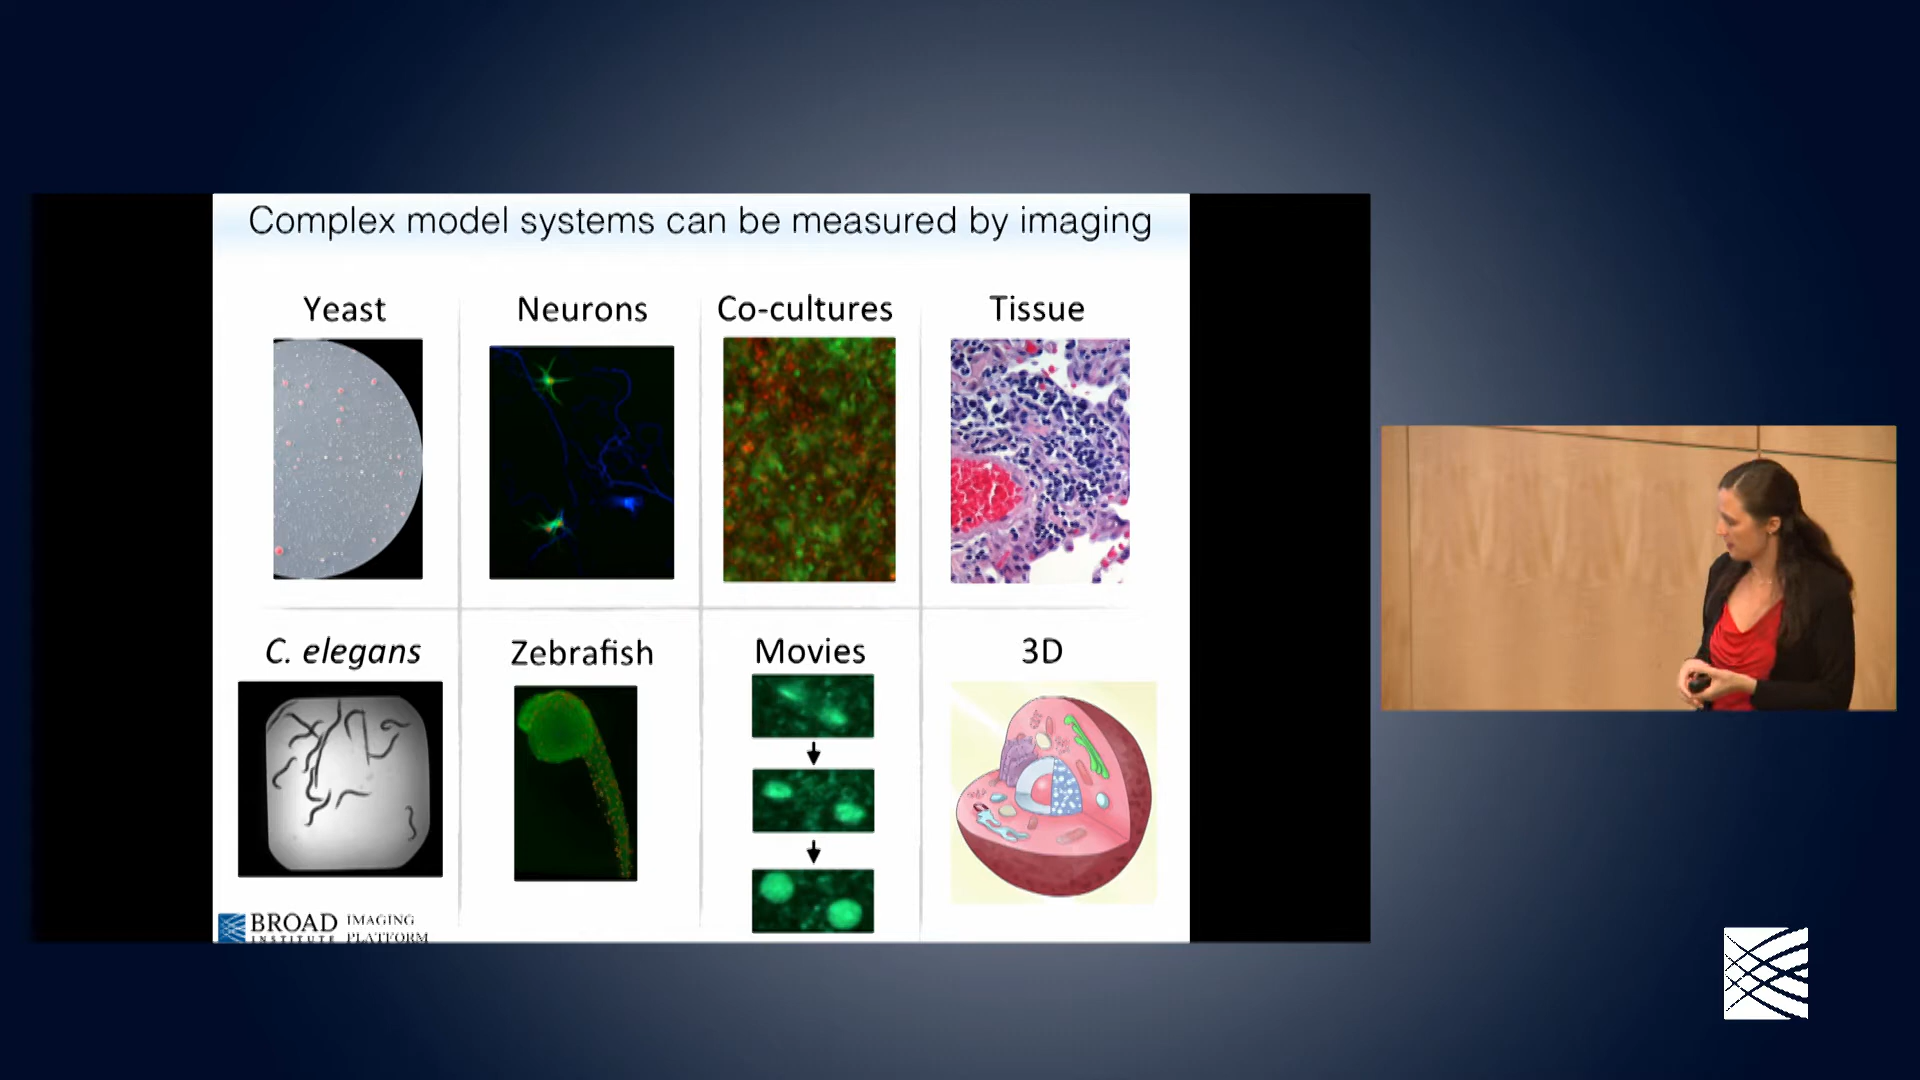 Complex model systems can be measured by imaging
Yeast
Neurons
Co-cultures
Tissue
C. elegans
Zebrafish
Movies
3D
BROAD
INSTITUTE
IMAGING
PLATFORM